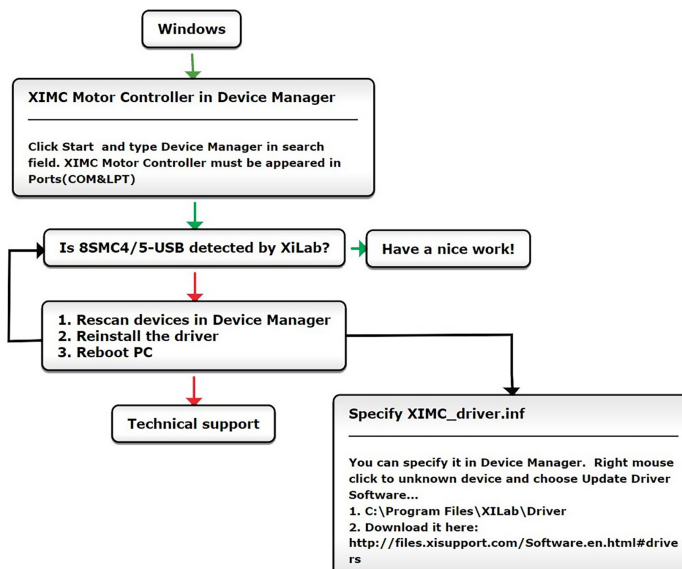 Windows
XIMC Motor Controller in Device Manager
Click Start  and type Device Manager in search
field. XIMC Motor Controller must be appeared in
Ports(COM&LPT)
Is 8SMC4/5-USB detected by XiLab?
Have a nice work!
1. Rescan devices in Device Manager
2. Reinstall the driver
3. Reboot PC
Technical support
Specify XIMC_driver.inf
You can specify it in Device Manager.  Right mouse
click to unknown device and choose Update Driver
Software...
1. C:\Program Files\XILab\Driver
2. Download it here:
http://files.xisupport.com/Software.en.html#drive
rs